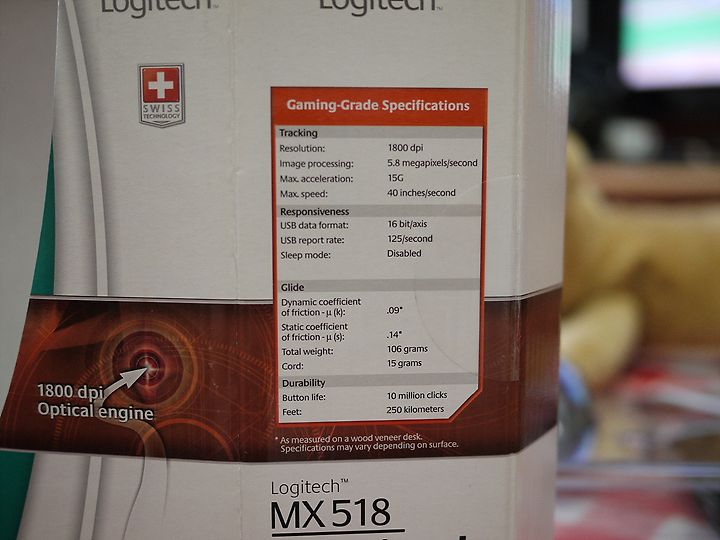 Logitech™
Logitech™
SWISS
TECHNOLOGY
Gaming-Grade Specifications
Tracking
Resolution: 1800 dpi
Image processing: 5.8 megapixels/second
Max. acceleration: 15G
Max. speed: 40 inches/second
Responsiveness
USB data format: 16 bit/axis
USB report rate: 125/second
Sleep mode: Disabled
Glide
Dynamic coefficient
of friction - µ (k): .09*
Static coefficient
of friction - µ (s): .14*
Total weight: 106 grams
Cord: 15 grams
Durability
Button life: 10 million clicks
Feet: 250 kilometers
* As measured on a wood veneer desk.
Specifications may vary depending on surface.
1800 dpi
Optical engine
Logitech™
MX 518